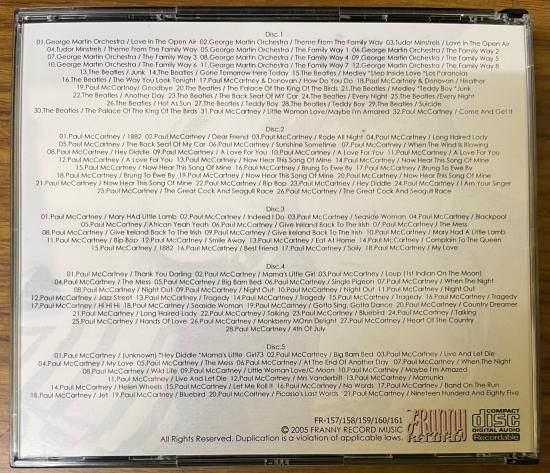 Disc.1
01.George Martin Orchestra / Love In The Open Air 02.George Martin Orchestra / Theme From The Family Way 03.Tudor Minstrels / Love In The Open Air
04.Tudor Minstrels / Theme From The Family Way 05.George Martin Orchestra / The Family Way 1 06.George Martin Orchestra / The Family Way 2
07.George Martin Orchestra / The Family Way 3 08.George Martin Orchestra / The Family Way 4 09.George Martin Orchestra / The Family Way 5
10.George Martin Orchestra / The Family Way 6 11.George Martin Orchestra / The Family Way 7 12.George Martin Orchestra / The Family Way 8
13.The Beatles / Junk 14.The Beatles / Gone Tomorrow Here Today 15.The Beatles / Medley "Step Inside Love "Los Paranoias
16.The Beatles / The Way You Look Tonight 17.Paul McCartney & Donovan / How Do You Do 18.Paul McCartney & Donovan / Heather
19.Paul McCartney/ Goodbye 20.The Beatles / The Palace Of The King Of The Birds 21.The Beatles / Medley "Teddy Boy "Junk
22.The Beatles / Another Day 23.The Beatles / The Back Seat Of MY Car 24.The Beatles / Every Night 25.The Beatles/Every Night
26.The Beatles / Hot As Sun 27.The Beatles / Teddy Boy 28.The Beatles / Teddy Boy 29.The Beatles / Suicide
30.The Beatles / The Palace Of The King Of The Birds 31.Paul McCartney / Little Woman Love/Maybe I'm Amazed 32.Paul McCartney / Come And Get It
Disc.2
01.Paul McCartney / 1882 02.Paul McCartney / Dear Friend 03.Paul McCartney / Rode All Night 04.Paul McCartney / Long Haired Lady
05.Paul McCartney / The Back Seat Of My Car 06.Paul McCartney / Sunshine Sometime 07.Paul McCartney / When The Wind Is Blowing
08.Paul McCartney / Hey Diddle 09.Paul McCartney / A Love For You 10.Paul McCartney / A Love For You 11.Paul McCartney / A Love For You
12.Paul McCartney / A Love For You 13.Paul McCartney / Now Hear This Song Of Mine 14.Paul McCartney / Now Hear This Song Of Mine
15.Paul McCartney / Now Hear This Song Of Mine 16.Paul McCartney / Brung To Ewe By 17.Paul McCartney / Brung To Ewe By
18.Paul McCartney / Brung To Ewe By 19.Paul McCartney / Now Hear This Song Of Mine 20.Paul McCartney / Now Hear This Song Of Mine
21.Paul McCartney / Now Hear This Song Of Mine 22.Paul McCartney / Bip Bop 23.Paul McCartney / Hey Diddle 24.Paul McCartney / I Am Your Singer
25.Paul McCartney / The Great Cock And Seagull Race 26.Paul McCartney / The Great Cock And Seagull Race
Disc.3
01.Paul McCartney / Mary HAd Little Lamb 02.Paul McCartney / Indeed I Do 03.Paul McCartney / Seaside Woman 04.Paul McCartney / Blackpool
05.Paul McCartney / African Yeah Yeah 06.Paul McCartney / Give Ireland Back To The Irish 07.Paul McCartney / The Mess
08.Paul McCartney / Give Ireland Back To The Irish 09.Paul McCartney / Give Ireland Back To The Irish 10.Paul McCartney / Mary Had A Little Lamb
11.Paul McCartney / Bip Bop 12.Paul McCartney / Smile Away 13.Paul McCartney / Eat At Home 14.Paul McCartney / Complain To The Queen
15.Paul McCartney / 1882 16.Paul McCartney / Best Friend 17.Paul McCartney / Soily 18.Paul McCartney / My Love
Disc.4
01.Paul McCartney / Thank You Darling 02.Paul McCartney / Mama's Little Girl 03.Paul McCartney / Loup (1st Indian On The Moon)
04.Paul McCartney / The Mess 05.Paul McCartney / Big Barn Bed 06.Paul McCartney / Single Pigeon 07.Paul McCartney / When The Night
08.Paul McCartney / Night Out 09.Paul McCartney / Night Out 10.Paul McCartney / Night Out 11.Paul McCartney / Night Out
12.Paul McCartney / Jazz Street 13.Paul McCartney / Tragedy 14.Paul McCartney / Tragedy 15.Paul McCartney / Tragedy 16.Paul McCartney / Tragedy
17.Paul McCartney / Hi Hi Hi 18.Paul McCartney / Seaside Woman 19.Paul McCartney / Gotta Sing, Gotta Dance 20.Paul McCartney / Country Dreamer
21.Paul McCartney / Long Haired Lady 22.Paul McCartney / Talking 23.Paul McCartney / Bluebird 24.Paul McCartney / Talking
25.Paul McCartney / Hands Of Love 26.Paul McCartney / Monkberry MOn Delight 27.Paul McCartney / Heart Of The Country
28.Paul McCartney / 4th Of July
Disc.5
01.Paul McCartney / (unknown) "Hey Diddle "Mama's Little Girl73 02.Paul McCartney / Big Barn Bed 03.Paul McCartney / Live And Let Die
04.Paul McCartney / My Love 05.Paul McCartney / The Mess 06.Paul McCartney / At The End Of Another Day 07.Paul McCartney / When The Night
08.Paul McCartney / Wild Life 09.Paul McCartney / Little Woman Love/C Moon 10.Paul McCartney / Maybe I'm Amazed
11.Paul McCartney / Live And Let Die 12.Paul McCartney / Mrs Vanderbilt 13.Paul McCartney / Mamunia
14.Paul McCartney / Helen Wheels 15.Paul McCartney / Let Me Roll It 16.Paul McCartney / No Words 17.Paul McCartney / Band On The Run
18.Paul McCartney / Jet 19.Paul McCartney / Bluebird 20.Paul McCartney / Picasso's Last Words 21.Paul McCartney / Nineteen Hunderd And Eighty Five
FR-157/158/159/160/161
© 2005 FRANNY RECORD MUSIC
All Rights Reserved. Duplication is a violation of applicable laws.
FRANNY
RECORD
COMPACT
disc
DIGITAL AUDIO
Recordable